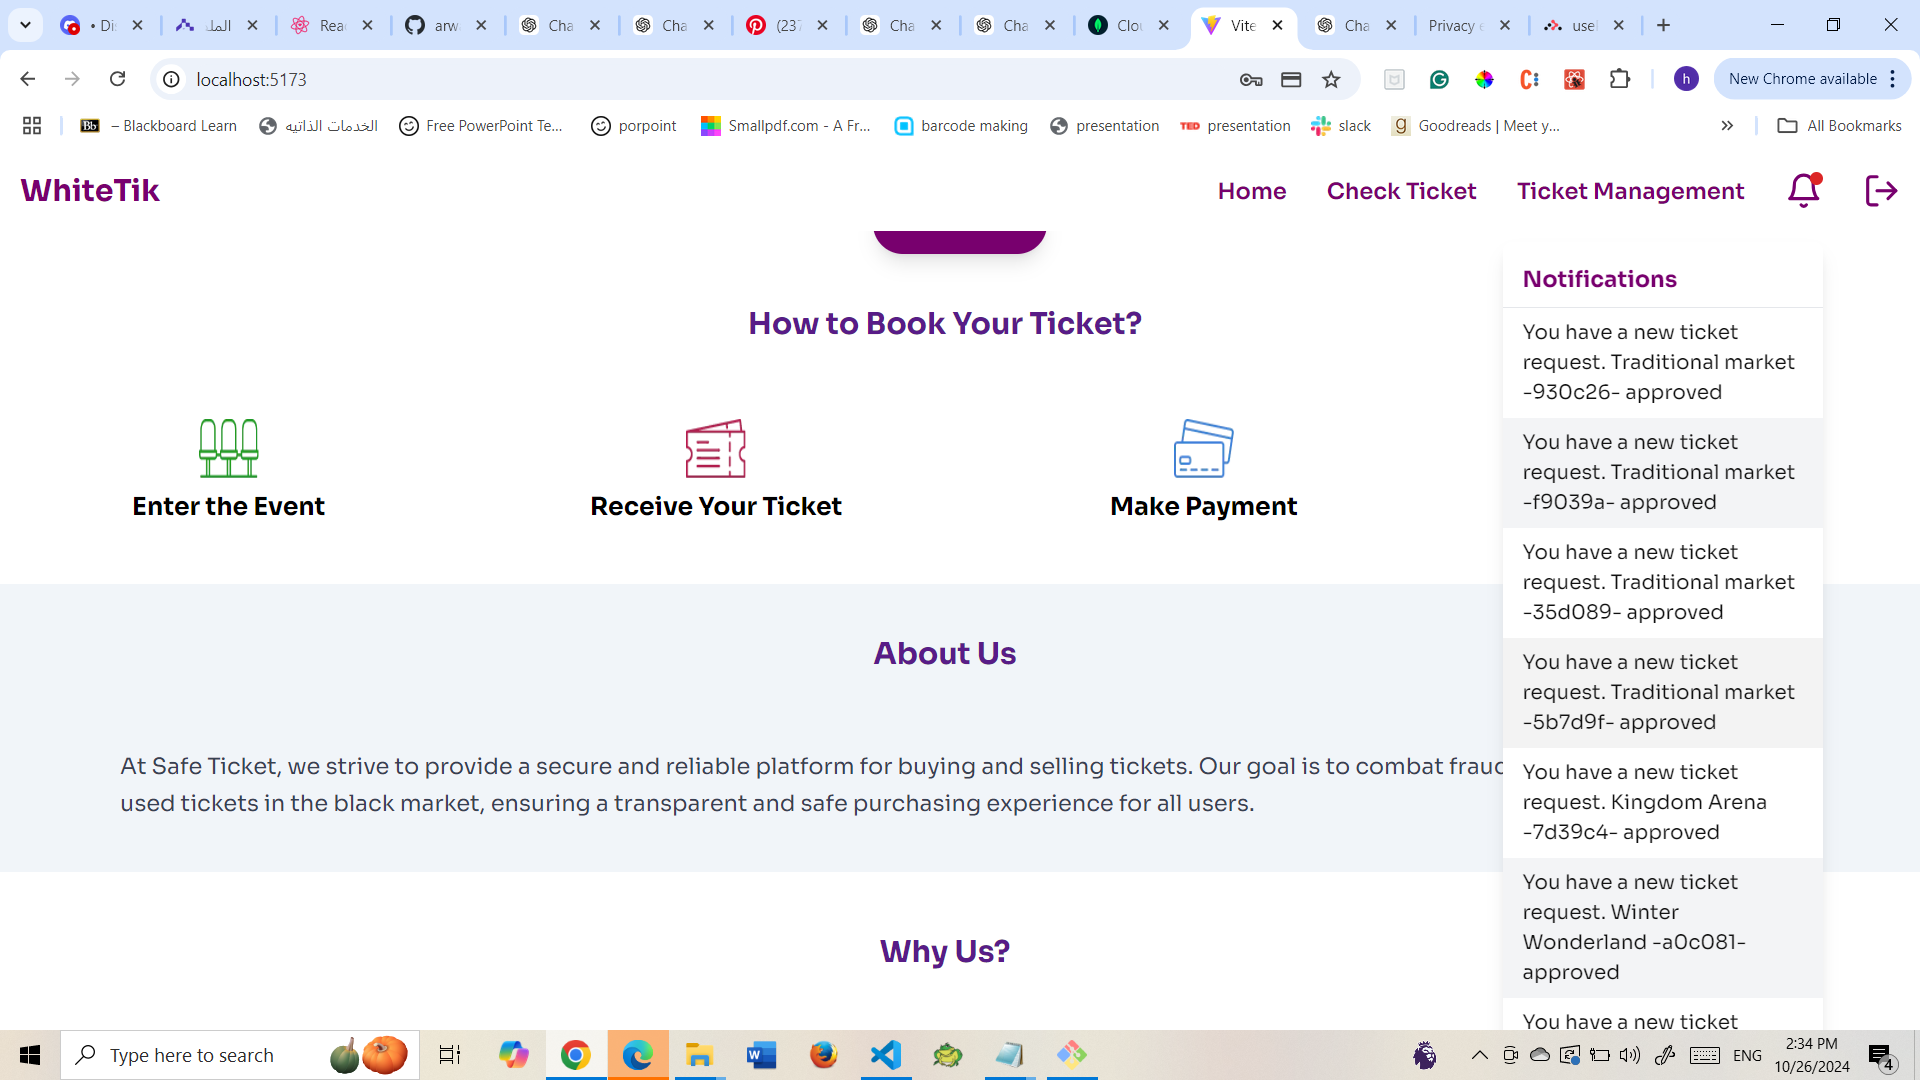 Di
المل
Rea
arw
Cha
Cha
(237
Cha
Cha
Clou
Vite
Cha
Privacy e
usel
localhost:5173
h
New Chrome available
Bb – Blackboard Learn
الخدمات الذاتيه
Free PowerPoint Te...
porpoint
Smallpdf.com - A Fr...
barcode making
presentation
TED presentation
slack
g Goodreads | Meet y...
All Bookmarks
WhiteTik
Home
Check Ticket
Ticket Management
Notifications
You have a new ticket
request. Traditional market
-930c26- approved
You have a new ticket
request. Traditional market
-f9039a- approved
You have a new ticket
request. Traditional market
-35d089- approved
You have a new ticket
request. Traditional market
-5b7d9f- approved
You have a new ticket
request. Kingdom Arena
-7d39c4- approved
You have a new ticket
request. Winter
Wonderland -a0c081-
approved
You have a new ticket
How to Book Your Ticket?
Enter the Event
Receive Your Ticket
Make Payment
About Us
At Safe Ticket, we strive to provide a secure and reliable platform for buying and selling tickets. Our goal is to combat frauc
used tickets in the black market, ensuring a transparent and safe purchasing experience for all users.
Why Us?
Type here to search
ENG
2:34 PM
10/26/2024
4